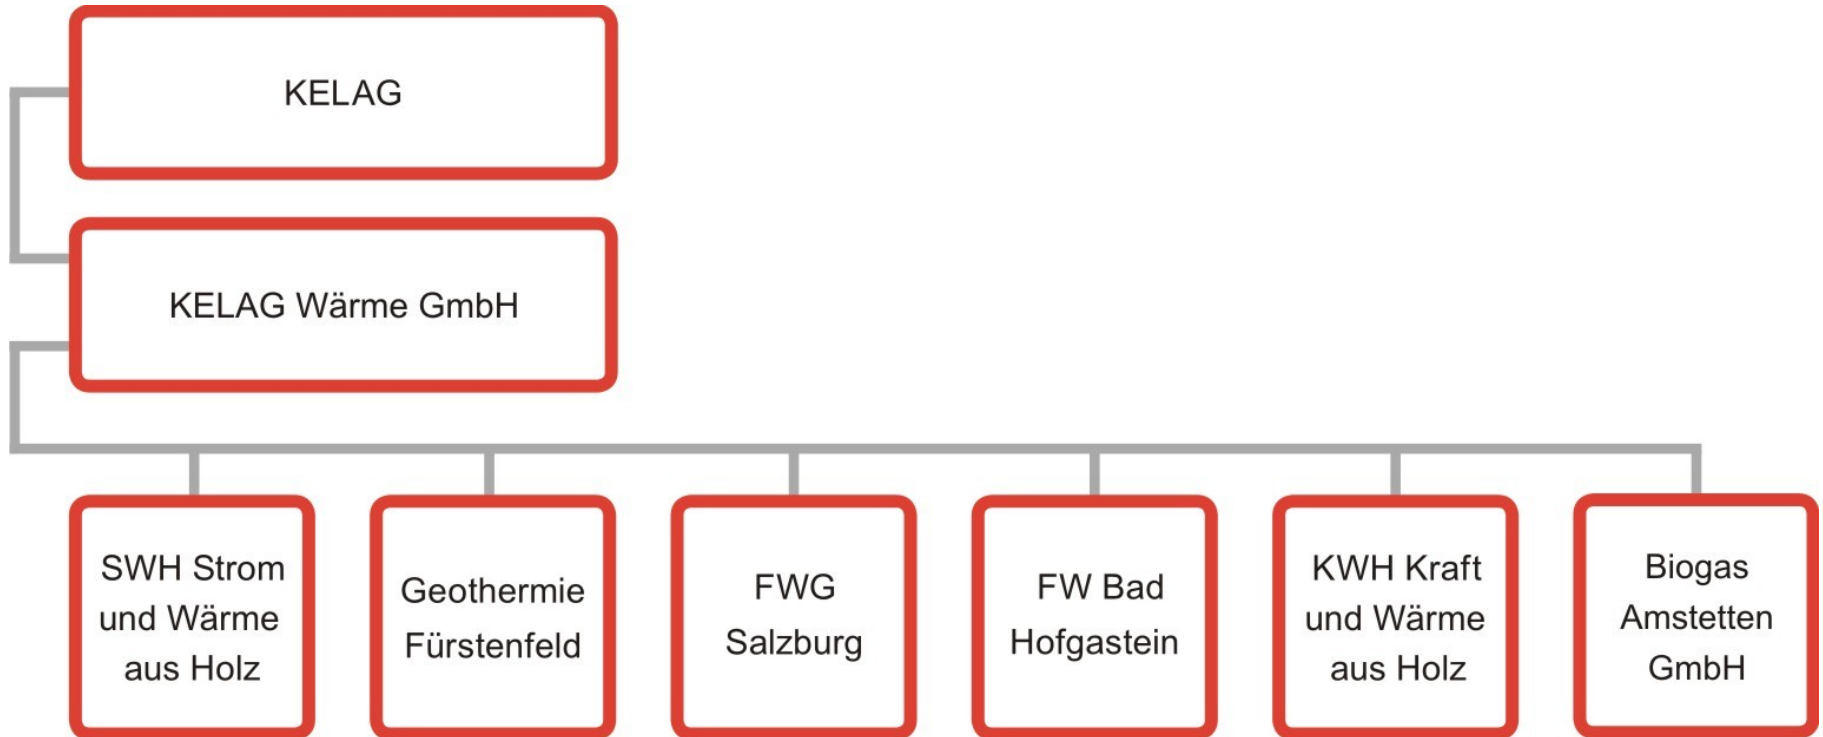 KELAG
KELAG Wärme GmbH
SWH Strom
und Wärme
aus Holz
Geothermie
Fürstenfeld
FWG
Salzburg
FW Bad
Hofgastein
KWH Kraft
und Wärme
aus Holz
Biogas
Amstetten
GmbH